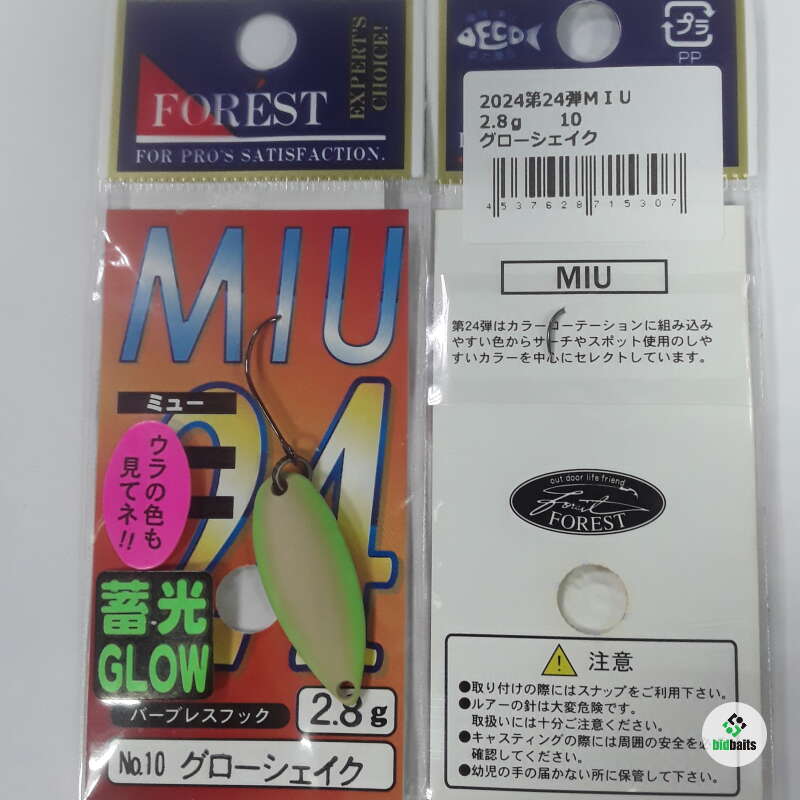 FORÉST
FOR PRO'S SATISFACTION.
EXPERT'S
CHOICE!
MIU
24
ミュー
ウラの色も
見てネ!!
蓄光
GLOW
バーブレスフック
2.8g
No.10 グローシェイク
DECO
プラ
PP
2024第24弾MIU
2.8g 10
グローシェイク
4537628715307
MIU
第24弾はカラーローテーションに組み込み
やすい色からサーチやスポット使用のしや
すいカラーを中心にセレクトしています。
out door life friend
Forest
FOREST
注意
●取り付けの際にはスナップをご利用下さい。
●ルアーの針は大変危険です。
取扱いには十分ご注意ください。
●キャスティングの際には周囲の安全を必
確認してください。
●幼児の手の届かない所に保管して下さい。
bidbaits